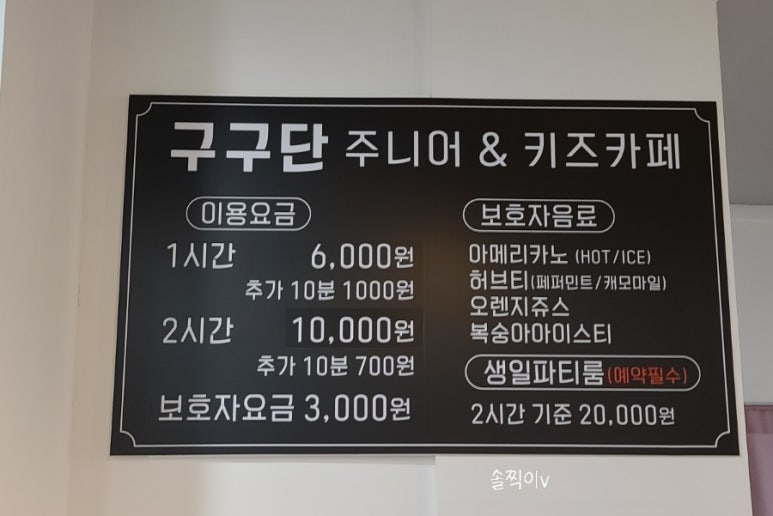 구구단 주니어 & 키즈카페
이용요금
1시간 6,000원
추가 10분 1000원
2시간 10,000원
추가 10분 700원
보호자요금 3,000원
보호자음료
아메리카노 (HOT/ICE)
허브티(페퍼민트/캐모마일)
오렌지쥬스
복숭아아이스티
생일파티룸(예약필수)
2시간 기준 20,000원
솔찍이v